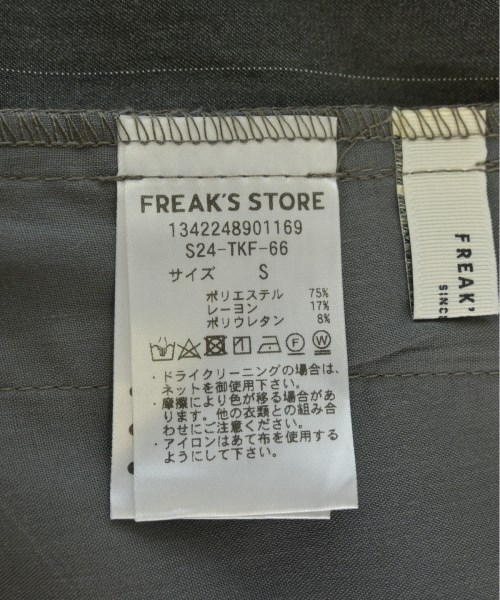 FREAK'S STORE
1342248901169
S24-TKF-66
サイズ S
ポリエステル 75%
レーヨン 17%
ポリウレタン 8%
・ドライクリーニングの場合は、
ネットを御使用下さい。
・摩擦により色が移る場合があ
ります。他の衣類との組み合
わせにご注意ください。
・アイロンはあて布を使用する
ようにして下さい。
FREAK'
SINCE